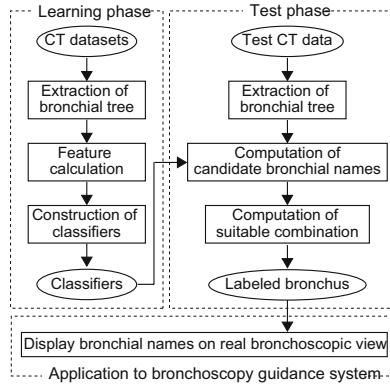 Learning phase
CT datasets
Extraction of
bronchial tree
Feature
calculation
Construction of
classifiers
Classifiers
Test phase
Test CT data
Extraction of
bronchial tree
Computation of
candidate bronchial names
Computation of
suitable combination
Labeled bronchus
Display bronchial names on real bronchoscopic view
Application to bronchoscopy guidance system